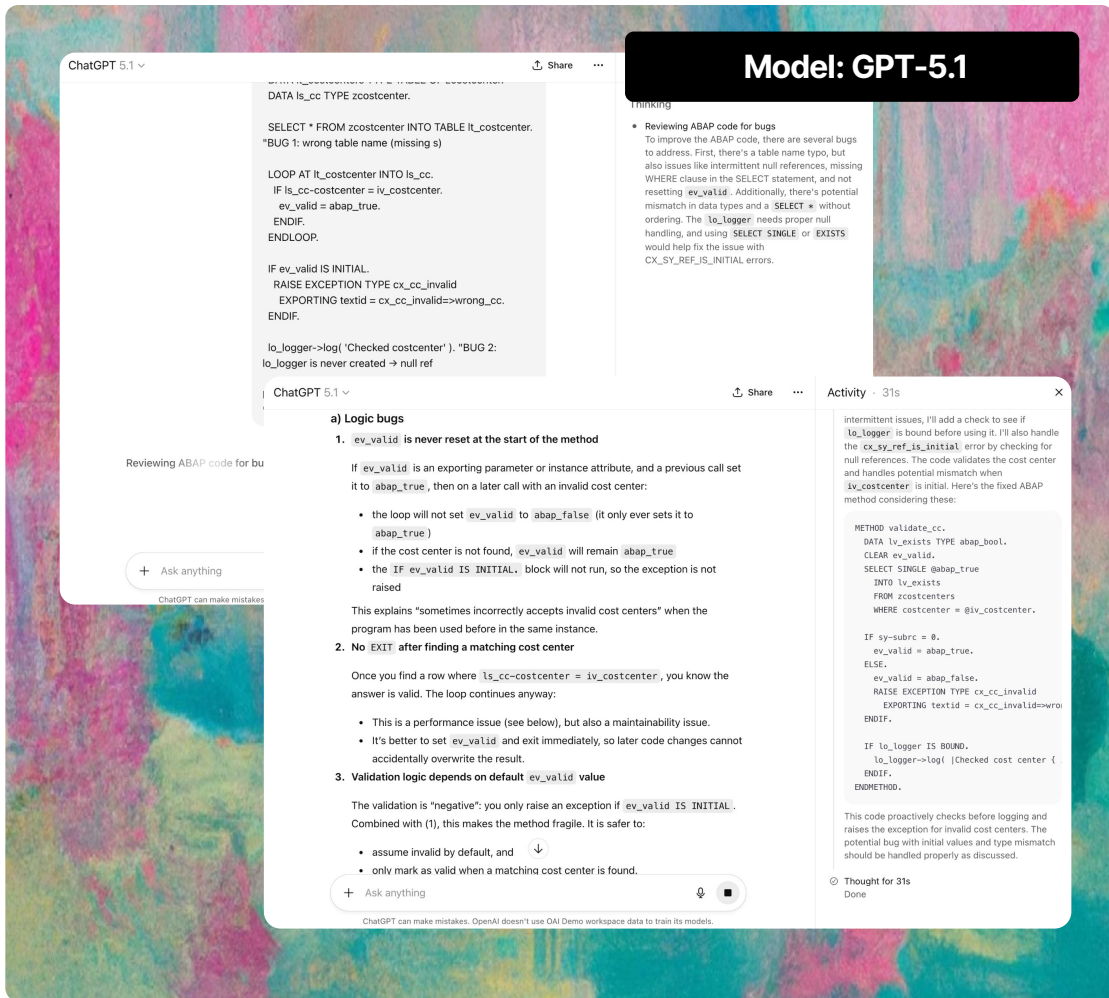 Model: GPT-5.1
ChatGPT 5.1
Share
DATA ls_cc TYPE zcostcenter.
SELECT * FROM zcostcenter INTO TABLE lt_costcenter.
"BUG 1: wrong table name (missing s)
LOOP AT lt_costcenter INTO ls_cc.
IF ls_cc-costcenter = iv_costcenter.
ev_valid = abap_true.
ENDIF.
ENDLOOP.
IF ev_valid IS INITIAL.
RAISE EXCEPTION TYPE cx_cc_invalid
EXPORTING textid = cx_cc_invalid=>wrong_cc.
ENDIF.
lo_logger->log( 'Checked costcenter' ). "BUG 2:
lo_logger is never created → null ref
Reviewing ABAP code for bu
Ask anything
ChatGPT can make mistakes
Thinking
Reviewing ABAP code for bugs
To improve the ABAP code, there are several bugs
to address. First, there's a table name typo, but
also issues like intermittent null references, missing
WHERE clause in the SELECT statement, and not
resetting ev_valid . Additionally, there's potential
mismatch in data types and a SELECT * without
ordering. The lo_logger needs proper null
handling, and using SELECT SINGLE or EXISTS
would help fix the issue with
CX_SY_REF_IS_INITIAL errors.
ChatGPT 5.1
Share
a) Logic bugs
1. ev_valid is never reset at the start of the method
If ev_valid is an exporting parameter or instance attribute, and a previous call set
it to abap_true , then on a later call with an invalid cost center:
• the loop will not set ev_valid to abap_false (it only ever sets it to
abap_true )
• if the cost center is not found, ev_valid will remain abap_true
• the IF ev_valid IS INITIAL. block will not run, so the exception is not
raised
This explains “sometimes incorrectly accepts invalid cost centers” when the
program has been used before in the same instance.
2. No EXIT after finding a matching cost center
Once you find a row where ls_cc-costcenter = iv_costcenter , you know the
answer is valid. The loop continues anyway:
• This is a performance issue (see below), but also a maintainability issue.
• It's better to set ev_valid and exit immediately, so later code changes cannot
accidentally overwrite the result.
3. Validation logic depends on default ev_valid value
The validation is “negative”: you only raise an exception if ev_valid IS INITIAL .
Combined with (1), this makes the method fragile. It is safer to:
• assume invalid by default, and
• only mark as valid when a matching cost center is found.
Ask anything
ChatGPT can make mistakes. OpenAI doesn't use OAI Demo workspace data to train its models.
Activity · 31s
intermittent issues, I'll add a check to see if
lo_logger is bound before using it. I'll also handle
the cx_sy_ref_is_initial error by checking for
null references. The code validates the cost center
and handles potential mismatch when
iv_costcenter is initial. Here's the fixed ABAP
method considering these:
METHOD validate_cc.
DATA lv_exists TYPE abap_bool.
CLEAR ev_valid.
SELECT SINGLE @abap_true
INTO lv_exists
FROM zcostcenters
WHERE costcenter = @iv_costcenter.
IF sy-subrc = 0.
ev_valid = abap_true.
ELSE.
ev_valid = abap_false.
RAISE EXCEPTION TYPE cx_cc_invalid
EXPORTING textid = cx_cc_invalid=>wron
ENDIF.
IF lo_logger IS BOUND.
lo_logger->log( |Checked cost center {
ENDIF.
ENDMETHOD.
This code proactively checks before logging and
raises the exception for invalid cost centers. The
potential bug with initial values and type mismatch
should be handled properly as discussed.
Thought for 31s
Done